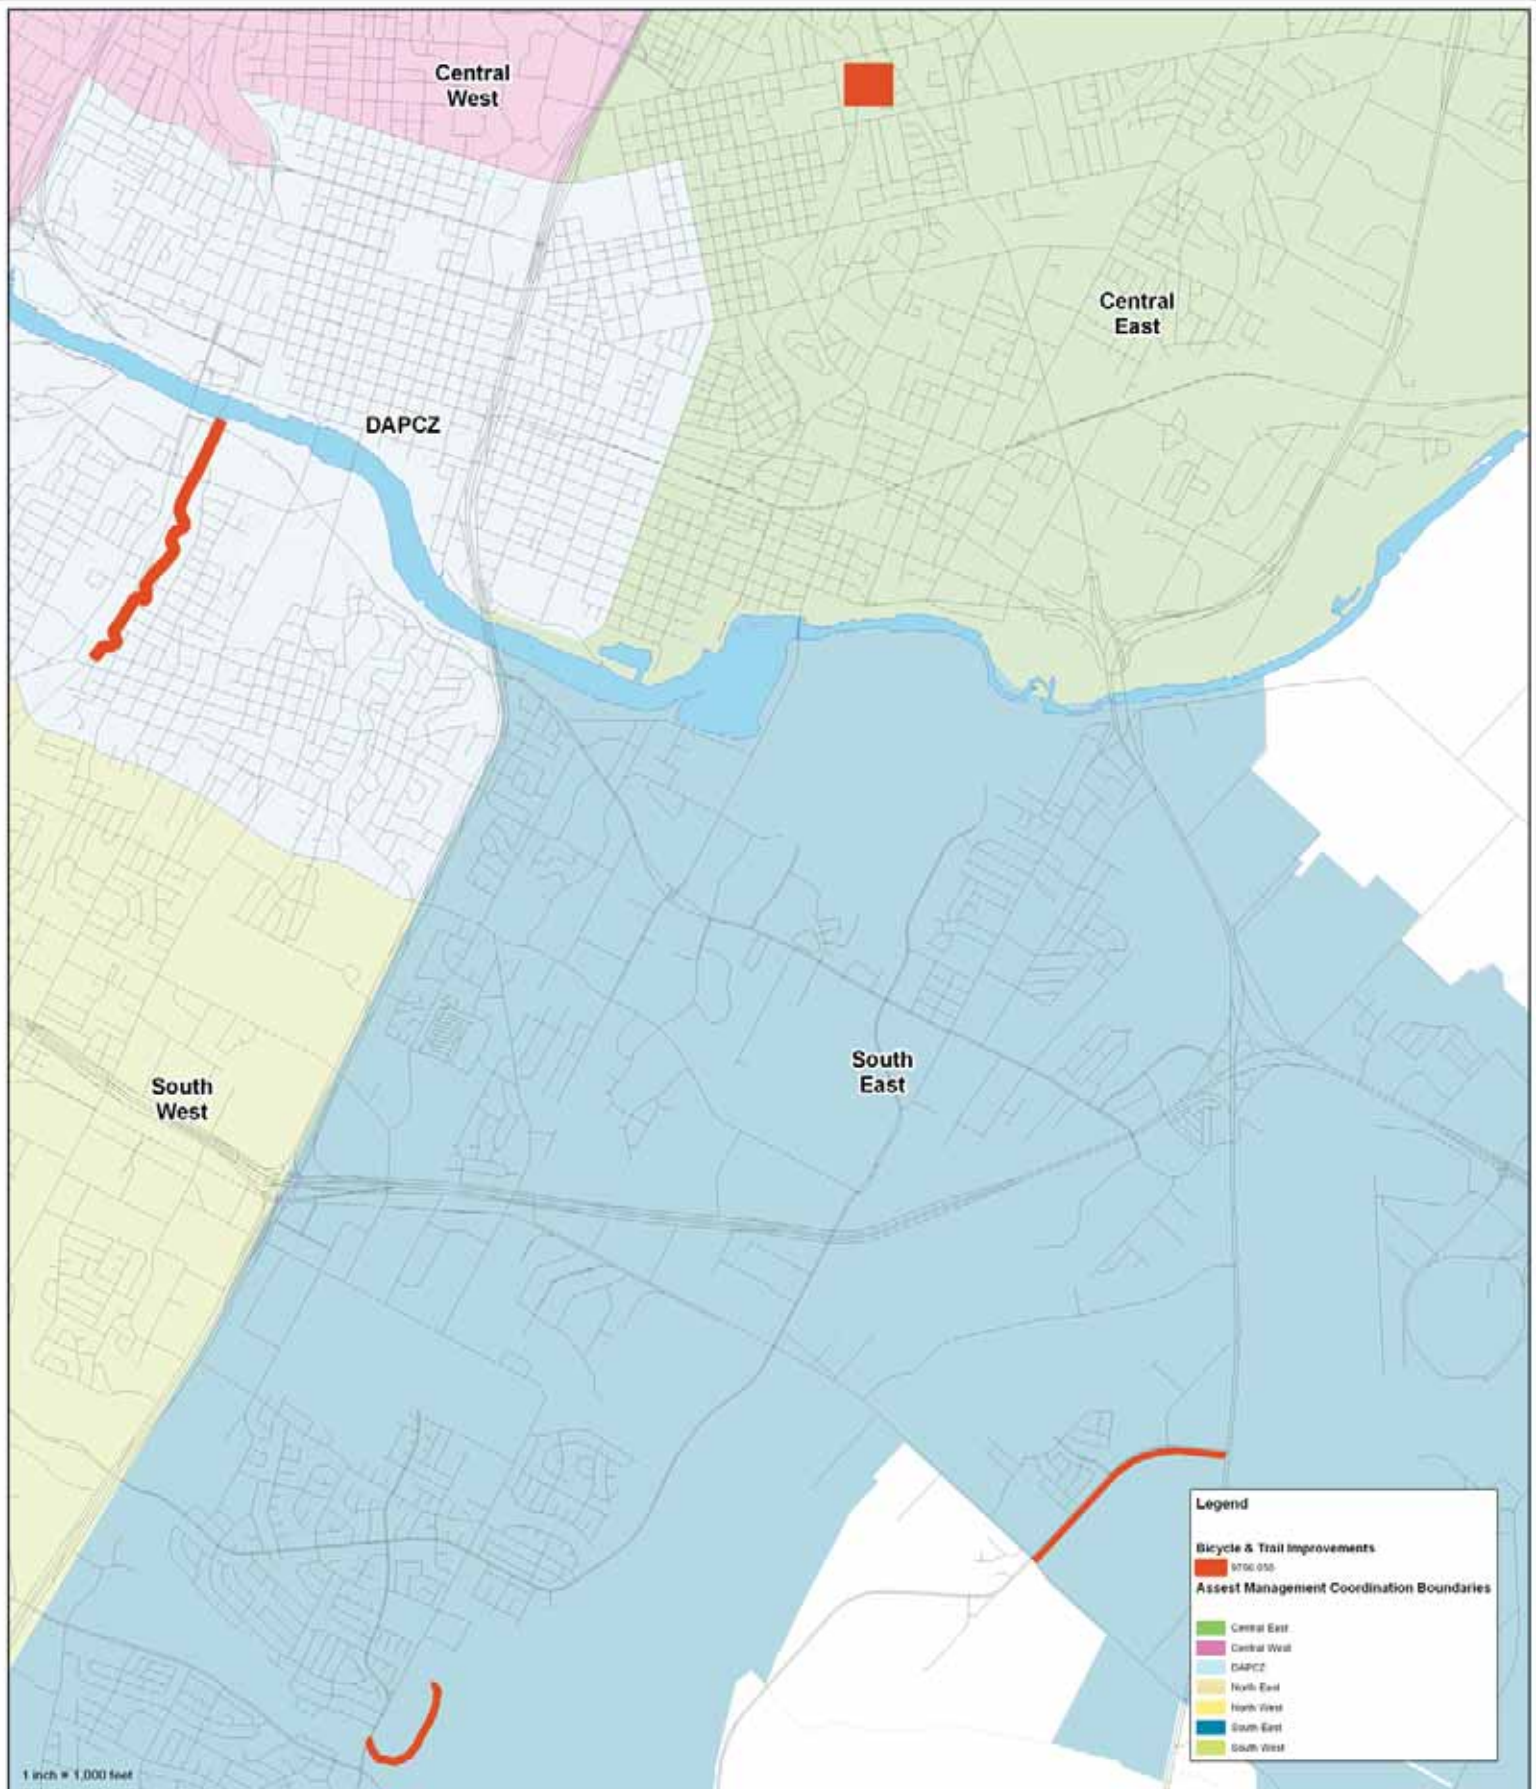 Central
West
Central
East
DAPCZ
South
East
South
West
Legend
Bicycle & Trail Improvements
Assest Management Coordination Boundaries
Central East
Central West
DAPCZ
North East
North West
South East
South West
1 inch = 1,000 feet